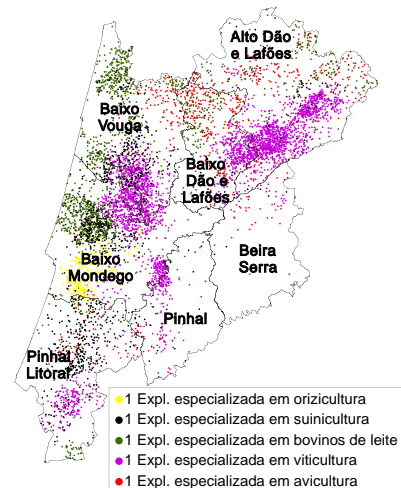 Alto Dão
e Lafões
Baixo
Vouga
Baixo
Dão e
Lafões
Beira
Serra
Baixo
Mondego
Pinhal
Pinhal
Litoral
1 Expl. especializada em orizicultura
1 Expl. especializada em suinicultura
1 Expl. especializada em bovinos de leite
1 Expl. especializada em viticultura
1 Expl. especializada em avicultura